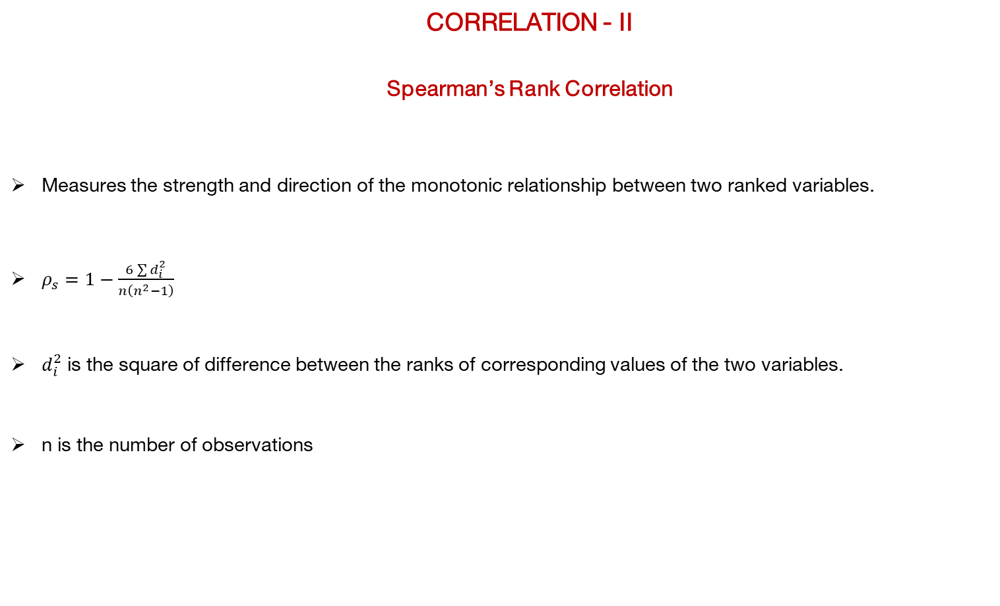 CORRELATION - II
Spearman’s Rank Correlation
➢ Measures the strength and direction of the monotonic relationship between two ranked variables.
➢ $\rho_s = 1 - \frac{6 \sum d_i^2}{n(n^2-1)}$
➢ $d_i^2$ is the square of difference between the ranks of corresponding values of the two variables.
➢ n is the number of observations